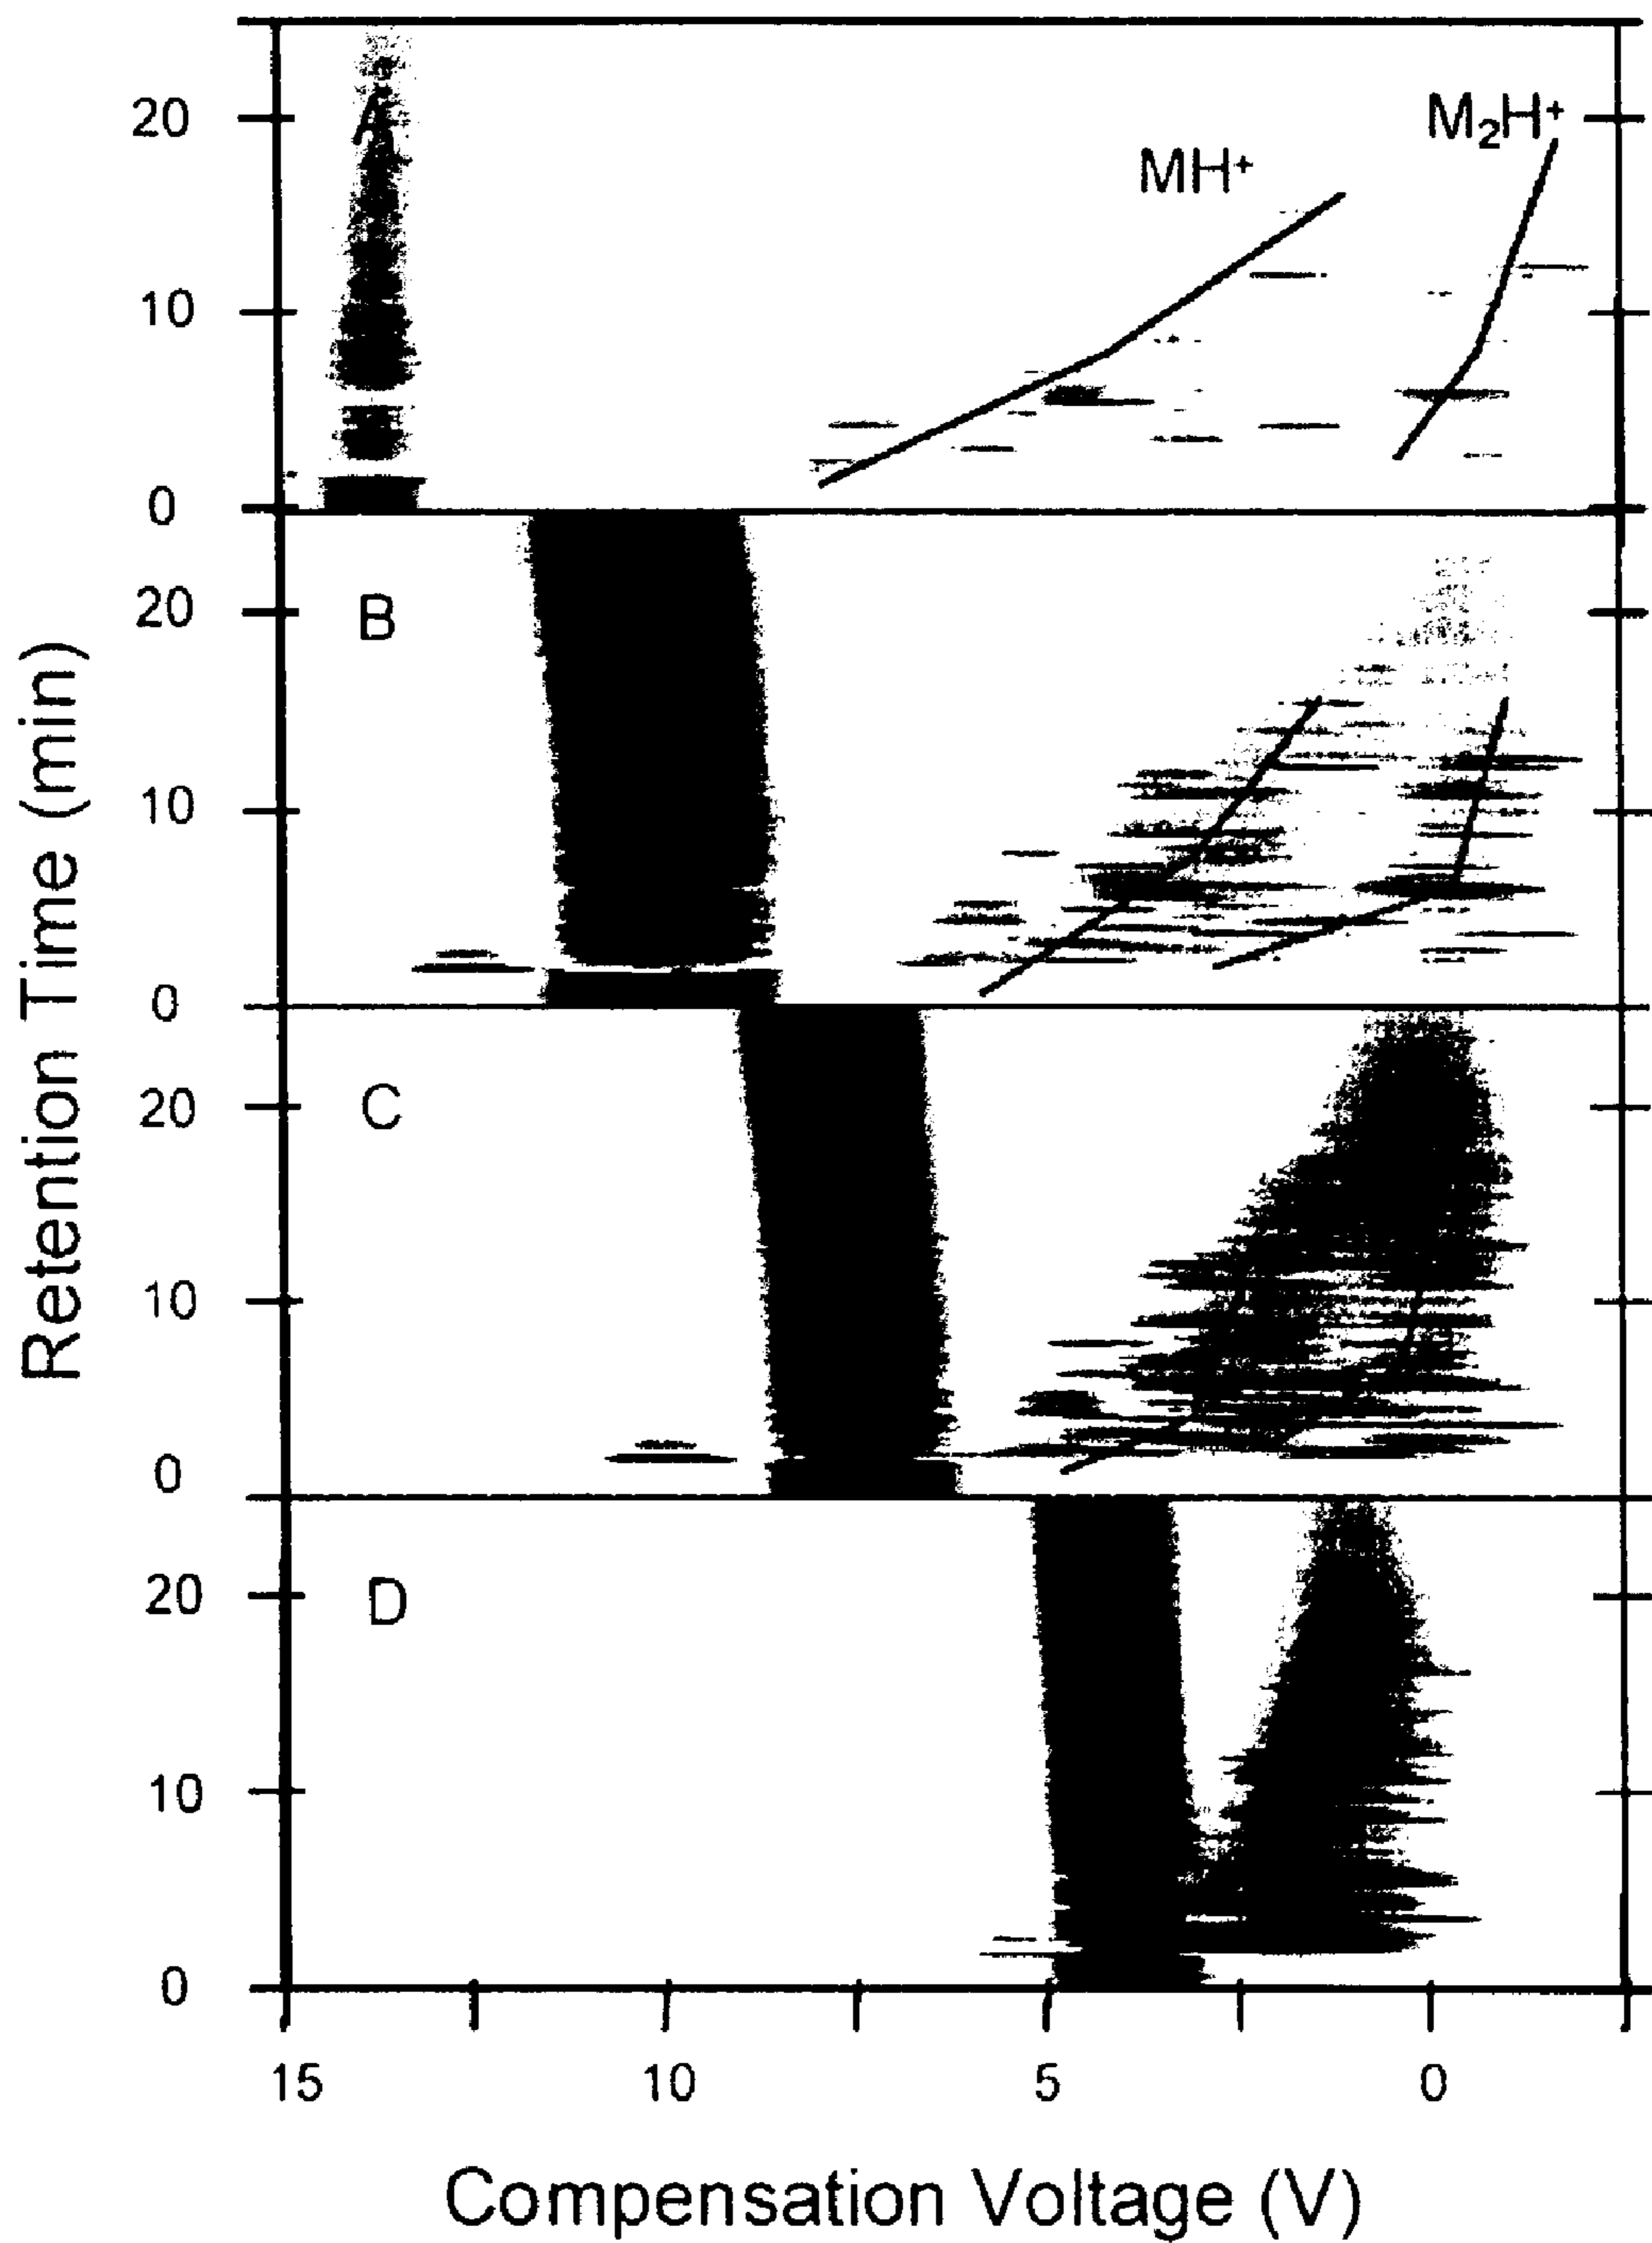 A
MH⁺
M₂H⁺
20
10
0
B
20
10
0
C
20
10
0
D
20
10
0
15 10 5 0
Retention Time (min)
Compensation Voltage (V)